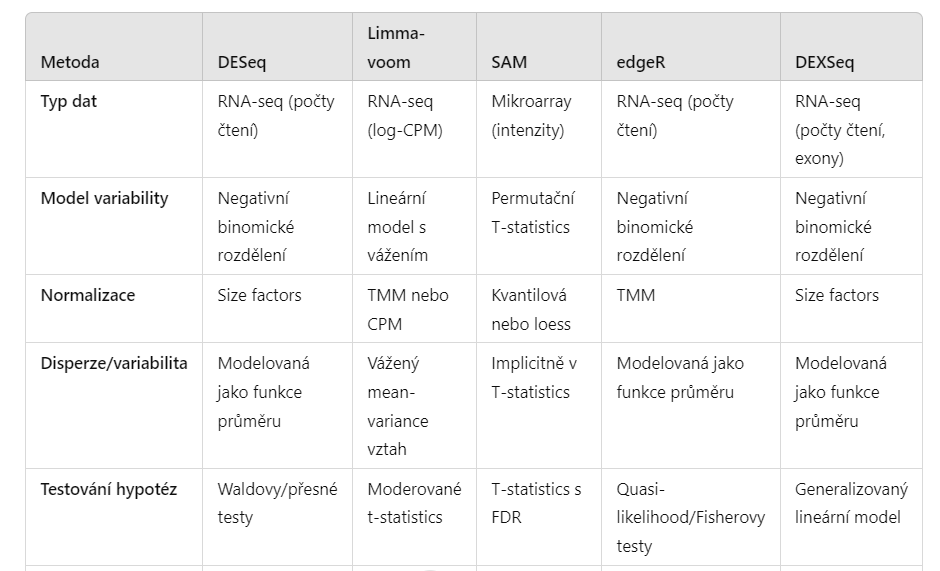 Metoda
DESeq
Limma-
voom
SAM
edgeR
DEXSeq
Typ dat
RNA-seq (počty
čtení)
RNA-seq
(log-CPM)
Mikroarray
(intenzity)
RNA-seq (počty
čtení)
RNA-seq
(počty čtení,
exony)
Model variability
Negativní
binomické
rozdělení
Lineární
model s
vážením
Permutační
T-statistics
Negativní
binomické
rozdělení
Negativní
binomické
rozdělení
Normalizace
Size factors
TMM nebo
CPM
Kvantilová
nebo loess
TMM
Size factors
Disperze/variabilita
Modelovaná
jako funkce
průměru
Vážený
mean-
variance
vztah
Implicitně v
T-statistics
Modelovaná jako
funkce průměru
Modelovaná
jako funkce
průměru
Testování hypotéz
Waldovy/přesné
testy
Moderované
t-statistics
T-statistics s
FDR
Quasi-
likelihood/Fisherovy
testy
Generalizovaný
lineární model